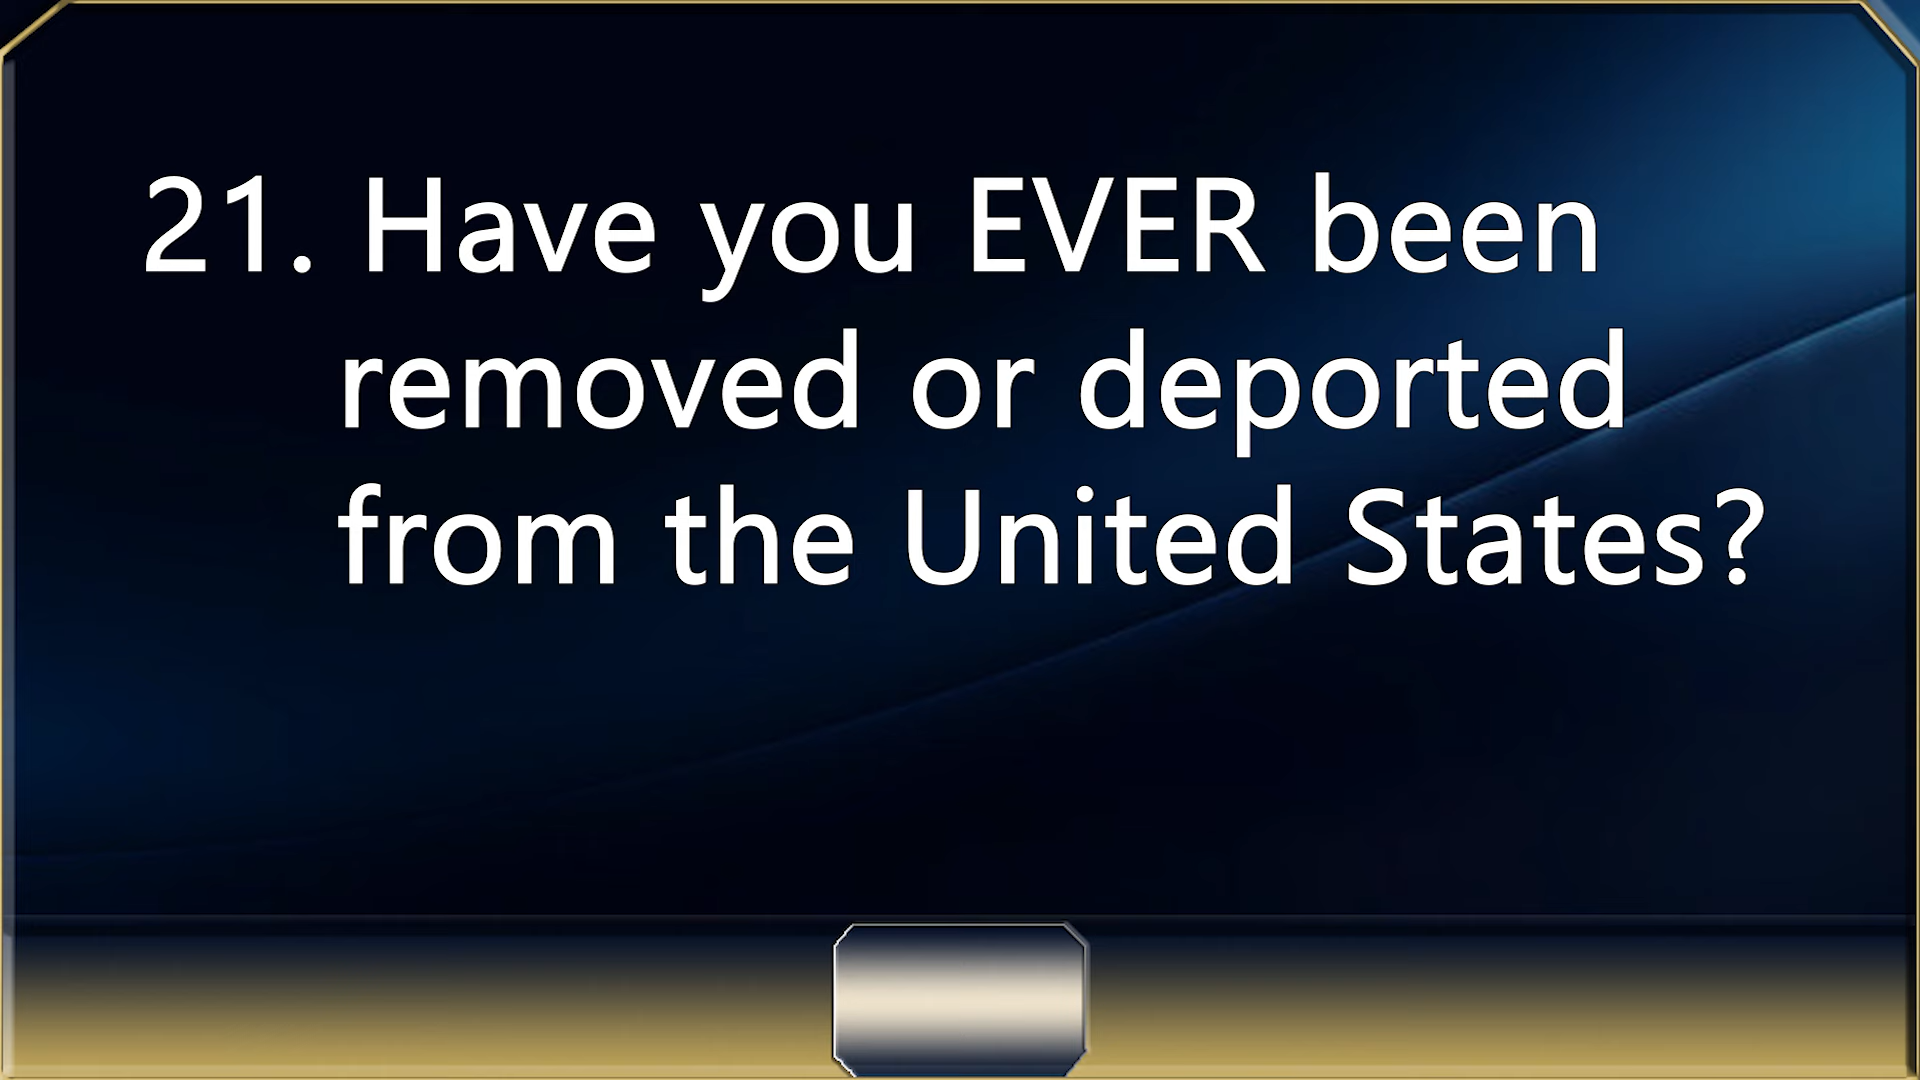 21. Have you EVER been
removed or deported
from the United States?